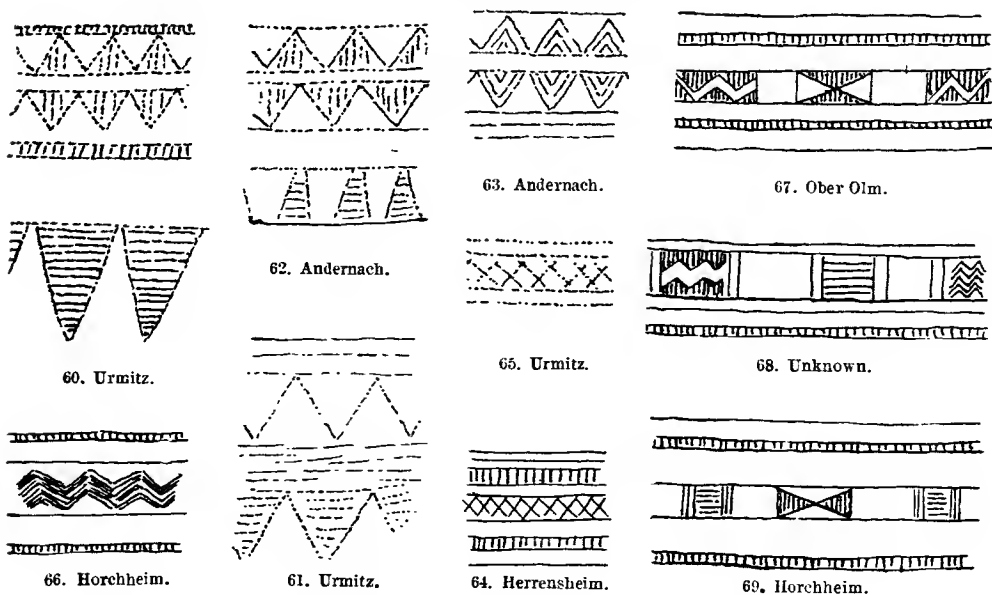 60. Urmitz.
62. Andernach.
63. Andernach.
67. Ober Olm.
65. Urmitz.
68. Unknown.
66. Horchheim.
61. Urmitz.
64. Herrensheim.
69. Horchheim.